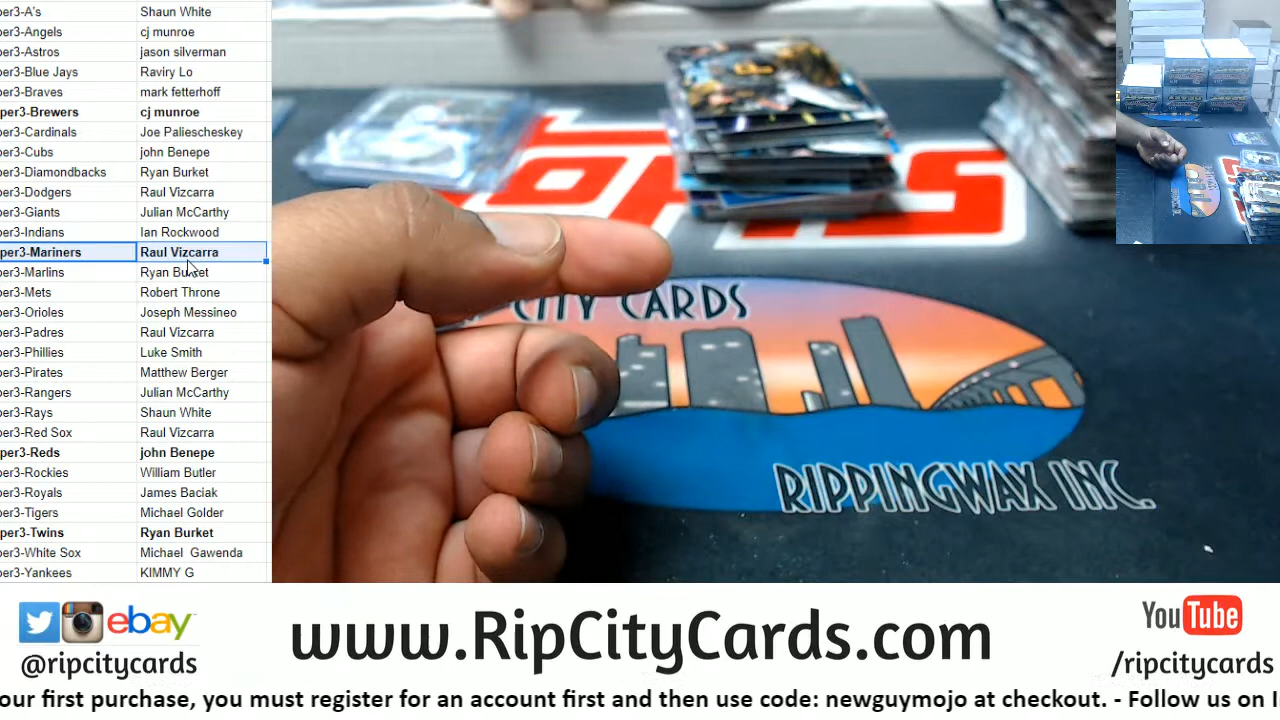 per3-A's Shaun White
per3-Angels cj munroe
per3-Astros jason silverman
per3-Blue Jays Raviry Lo
per3-Braves mark fetterhoff
per3-Brewers cj munroe
per3-Cardinals Joe Paliescheskey
per3-Cubs john Benepe
per3-Diamondbacks Ryan Burket
per3-Dodgers Raul Vizcarra
per3-Giants Julian McCarthy
per3-Indians Ian Rockwood
per3-Mariners Raul Vizcarra
per3-Marlins Ryan Burket
per3-Mets Robert Throne
per3-Orioles Joseph Messineo
per3-Padres Raul Vizcarra
per3-Phillies Luke Smith
per3-Pirates Matthew Berger
per3-Rangers Julian McCarthy
per3-Rays Shaun White
per3-Red Sox Raul Vizcarra
per3-Reds john Benepe
per3-Rockies William Butler
per3-Royals James Baciak
per3-Tigers Michael Golder
per3-Twins Ryan Burket
per3-White Sox Michael Gawenda
per3-Yankees KIMMY G
CITY CARDS
RIPPINGWAX INC.
ebay
@ripcitycards
www.RipCityCards.com
YouTube
/ripcitycards
our first purchase, you must register for an account first and then use code: newguymojo at checkout. - Follow us on I